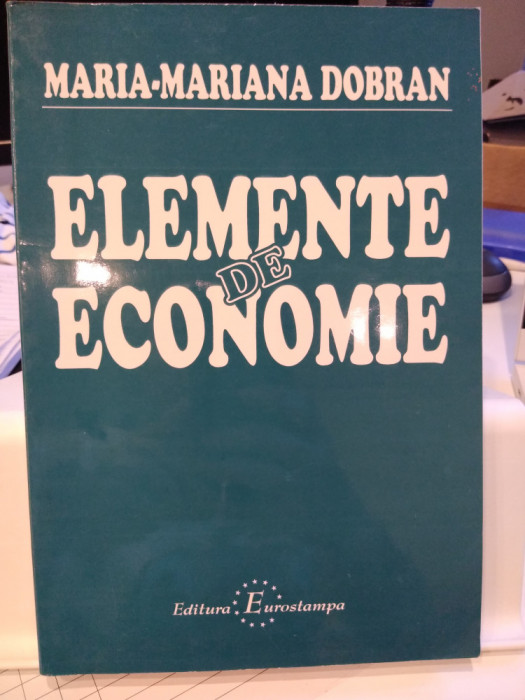 MARIA-MARIANA DOBRAN
ELEMENTE
DE
ECONOMIE
Editura Eurostampa